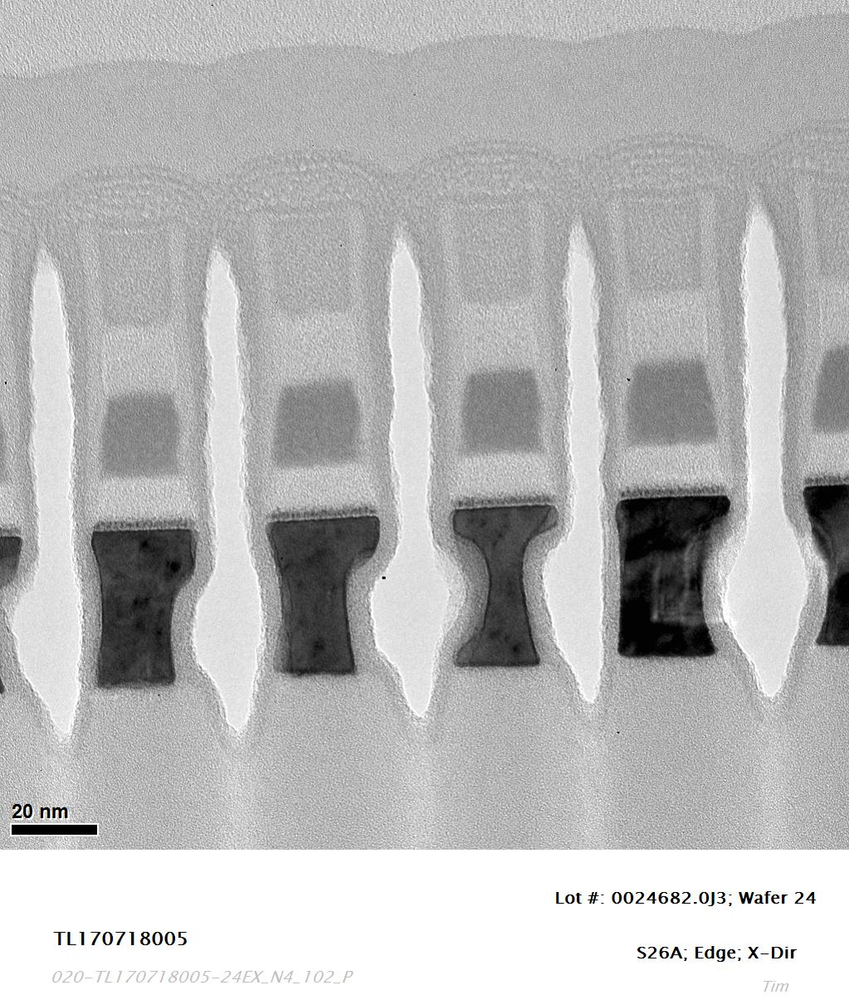 20 nm
Lot #: 0024682.0J3; Wafer 24
TL170718005
S26A; Edge; X-Dir
020-TL170718005-24EX_N4_102_P
Tim